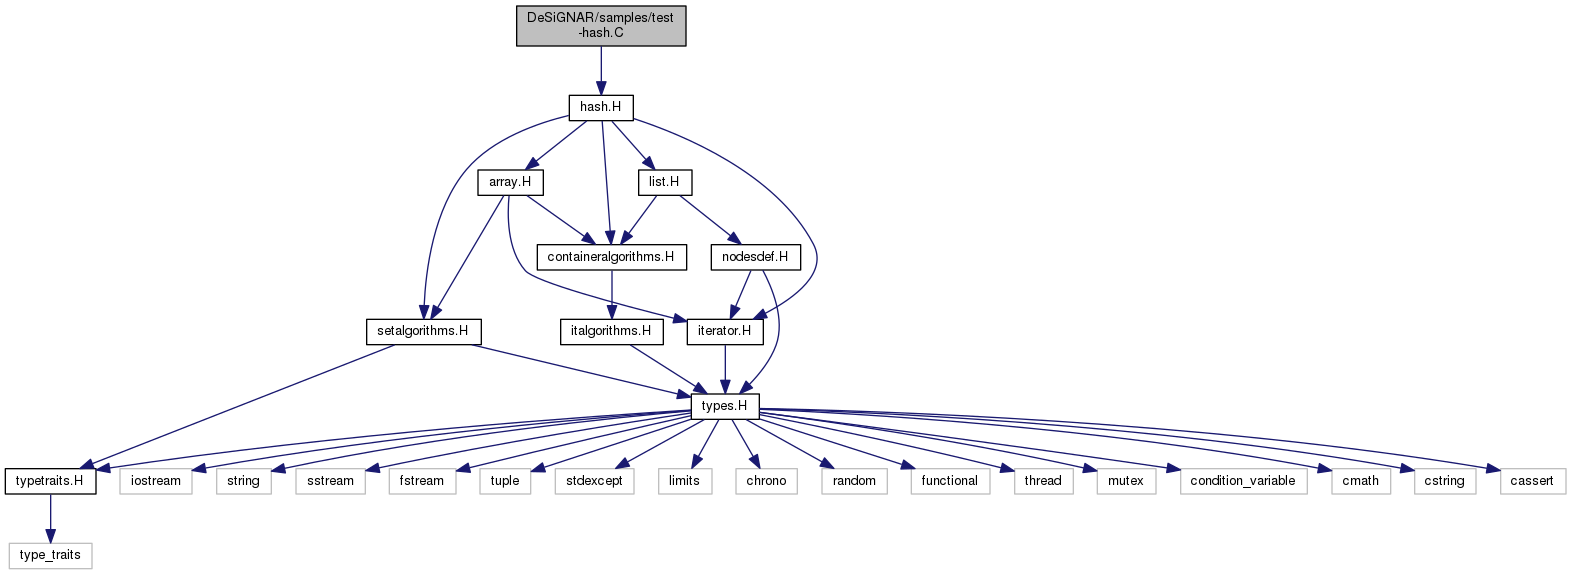 DeSiGNAR/samples/test
-hash.C
hash.H
array.H
list.H
containeralgorithms.H
nodesdef.H
setalgorithms.H
italgorithms.H
iterator.H
types.H
typetraits.H
iostream
string
sstream
fstream
tuple
stdexcept
limits
chrono
random
functional
thread
mutex
condition_variable
cmath
cstring
cassert
type_traits